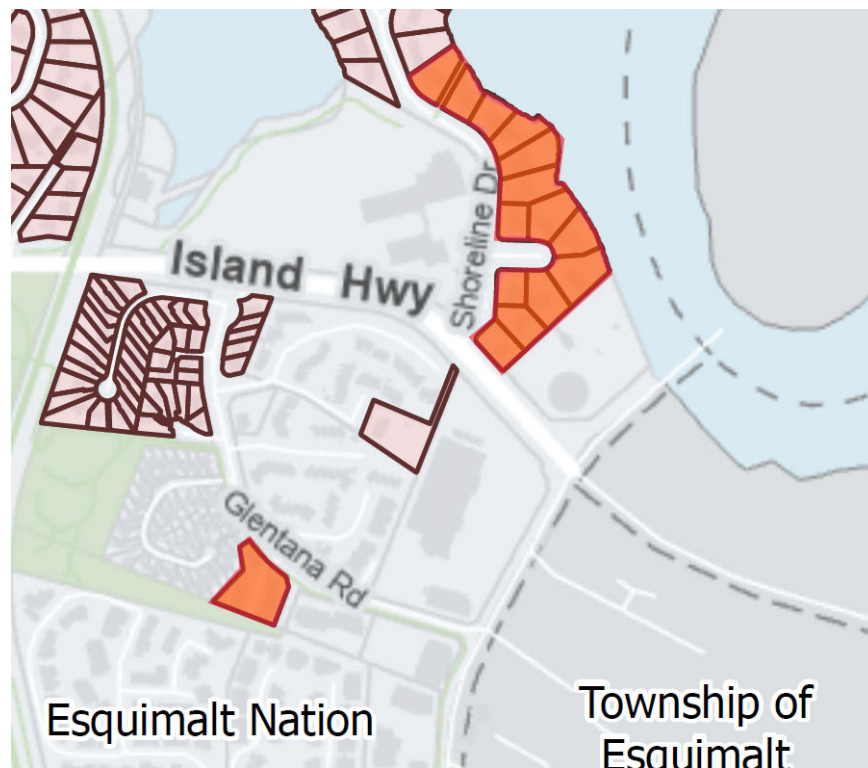 Island Hwy
Shoreline Dr
Glentana Rd
Esquimalt Nation
Township of
Esquimalt